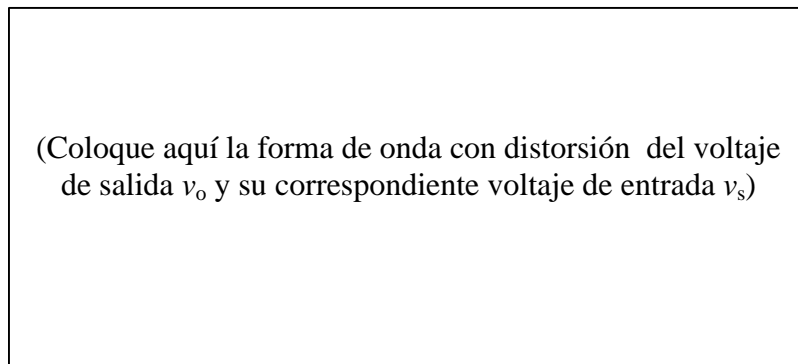 (Coloque aquí la forma de onda con distorsión del voltaje
de salida vo y su correspondiente voltaje de entrada vs)